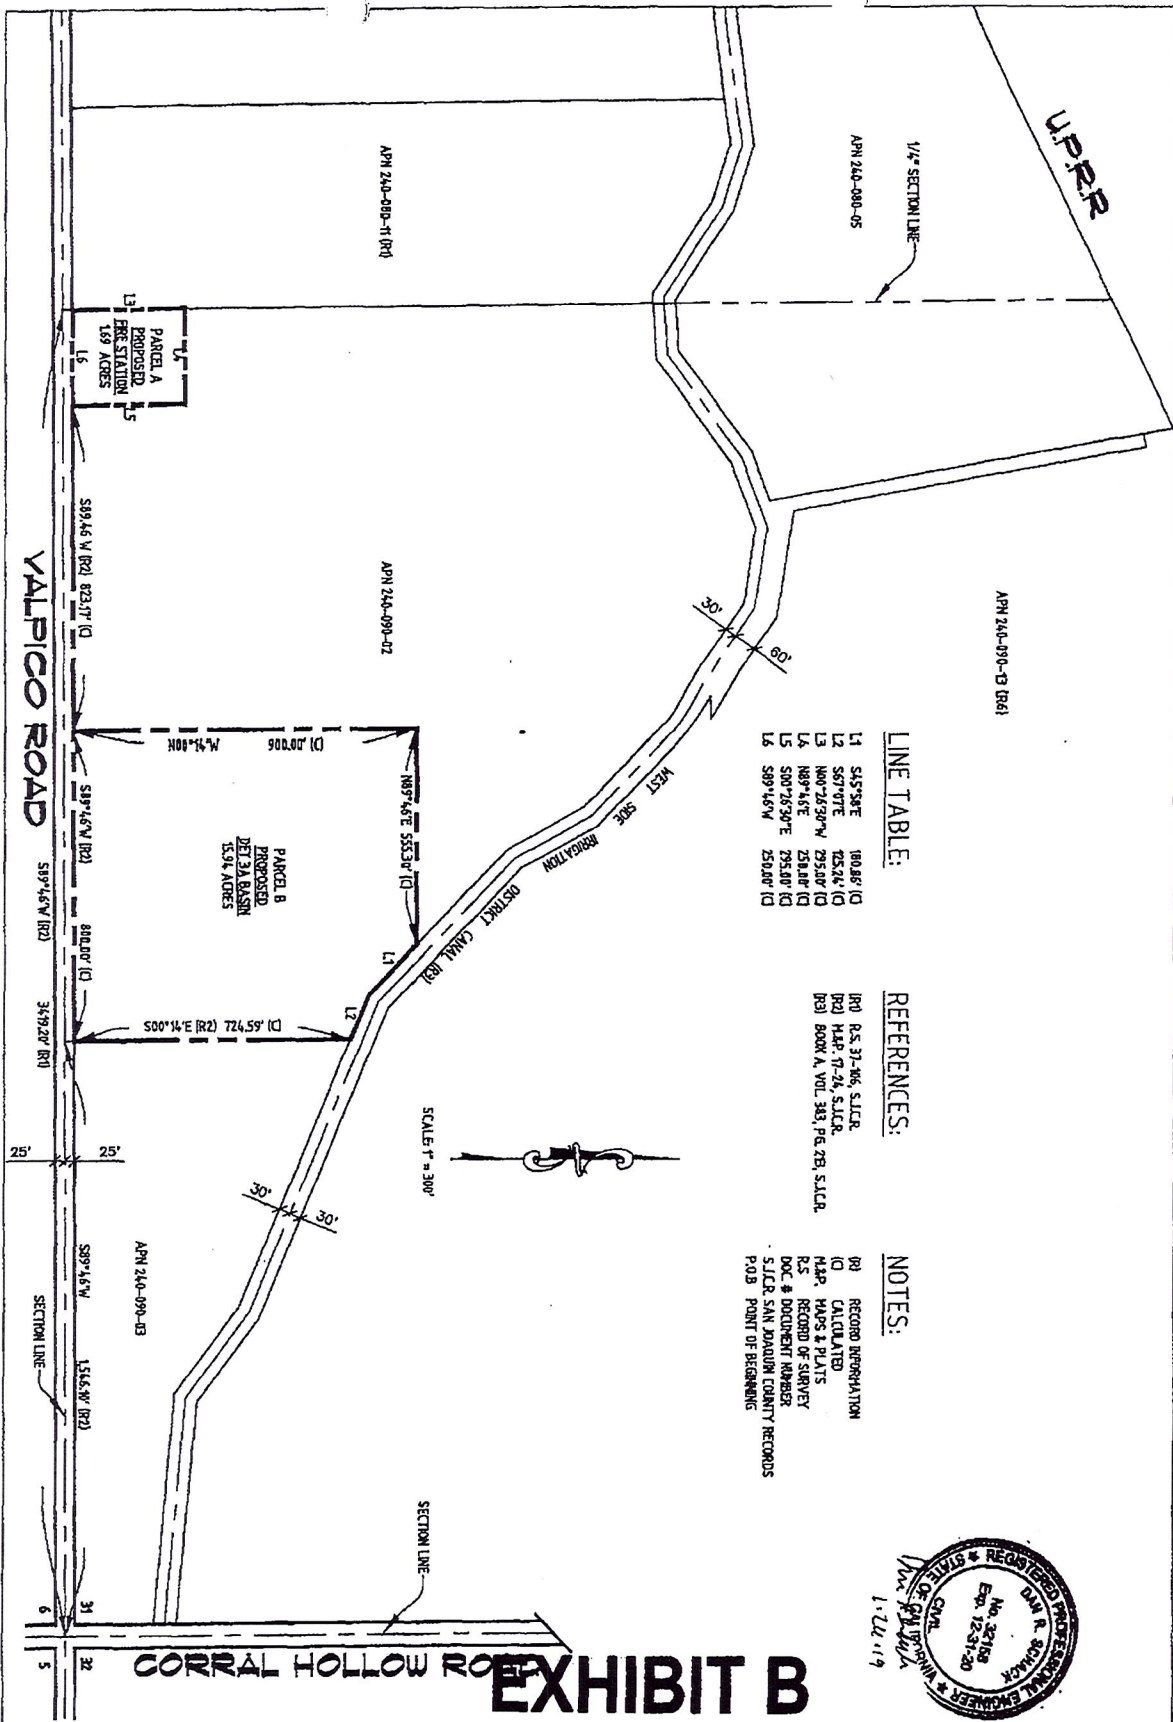 U.P.R.R
1/4" SECTION LINE
APN 240-080-05
APN 240-080-11 (R1)
L3
L4
PARCEL A
PROPOSED
FIRE STATION
1.69 ACRES
L5
L6
APN 240-090-02
APN 240-090-13 (R6)
30'
60'
WEST SIDE IRRIGATION DISTRICT CANAL (R3)
S89.46 W (R2) 823.17' (C)
VALPICO ROAD
N00°14'W 900.00' (C)
N89°46'E 555.30' (C)
PARCEL B
PROPOSED
DET 3A BASIN
15.94 ACRES
L1
L2
S00°14'E (R2) 724.59' (C)
S89°46'W (R2) 800.00' (C)
S89°46'W (R2) 3419.20' (R1)
25'
25'
SCALE: 1" = 300'
30'
30'
APN 240-090-03
S89°46'W
SECTION LINE
SECTION LINE
31
32
6
5
CORRAL HOLLOW ROAD
LINE TABLE:
L1 S45°58'E 180.86' (C)
L2 S67°07'E 125.24' (C)
L3 N00°26'30"W 295.00' (C)
L4 N89°46'E 250.00' (C)
L5 S00°26'30"E 295.00' (C)
L6 S89°46'W 250.00' (C)
REFERENCES:
(R1) R.S. 37-106, S.J.C.R.
(R2) M.&P. 17-24, S.J.C.R.
(R3) BOOK A, VOL. 383, PG. 28, S.J.C.R.
NOTES:
(R) RECORD INFORMATION
(C) CALCULATED
M.&P. MAPS & PLATS
R.S RECORD OF SURVEY
DOC # DOCUMENT NUMBER
S.J.C.R. SAN JOAQUIN COUNTY RECORDS
P.O.B POINT OF BEGINNING
REGISTERED PROFESSIONAL ENGINEER
DAN R. SCHACK
No. 32158
Exp. 12-31-20
CIVIL
STATE OF CALIFORNIA
EXHIBIT B